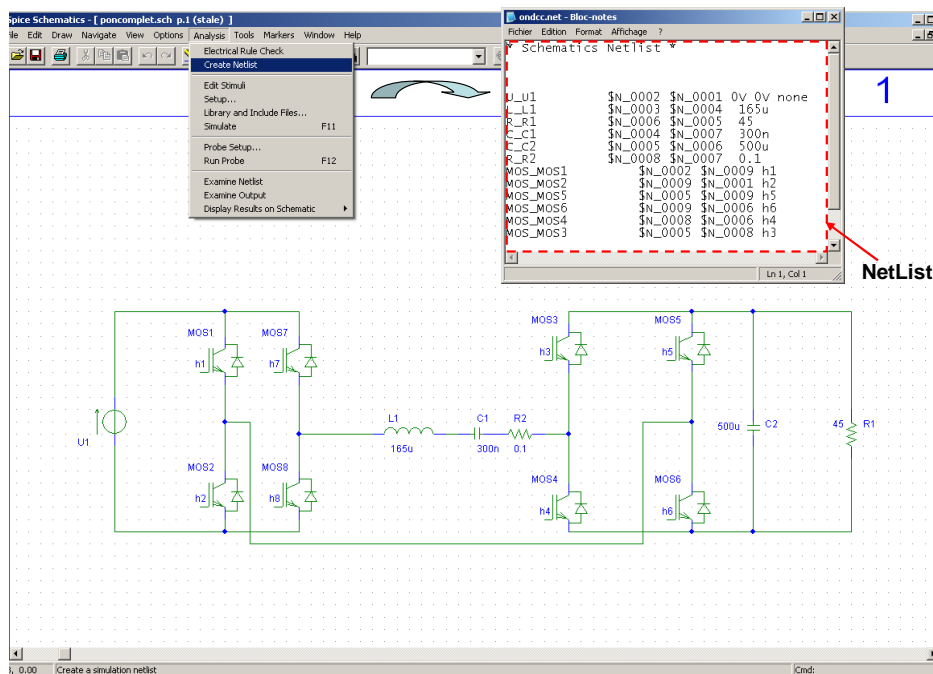 Spice Schematics - [ poncomplet.sch p.1 (stale) ]
File Edit Draw Navigate View Options Analysis Tools Markers Window Help
Electrical Rule Check
Create Netlist
Edit Stimuli
Setup...
Library and Include Files...
Simulate F11
Probe Setup...
Run Probe F12
Examine Netlist
Examine Output
Display Results on Schematic
ondcc.net - Bloc-notes
Fichier Edition Format Affichage ?
* Schematics Netlist *
U_U1 $N_0002 $N_0001 0V 0V none
L_L1 $N_0003 $N_0004 165u
R_R1 $N_0006 $N_0005 45
C_C1 $N_0004 $N_0007 300n
C_C2 $N_0005 $N_0006 500u
R_R2 $N_0008 $N_0007 0.1
MOS_MOS1 $N_0002 $N_0009 h1
MOS_MOS2 $N_0009 $N_0001 h2
MOS_MOS5 $N_0005 $N_0009 h5
MOS_MOS6 $N_0009 $N_0006 h6
MOS_MOS4 $N_0008 $N_0006 h4
MOS_MOS3 $N_0005 $N_0008 h3
Ln 1, Col 1
1
NetList
MOS1 MOS7 MOS3 MOS5
h1 h7 h3 h5
U1
L1 C1 R2
165u 300n 0.1
500u C2 45 R1
MOS2 MOS8 MOS4 MOS6
h2 h8 h4 h6
0.00 Create a simulation netlist Cmd: